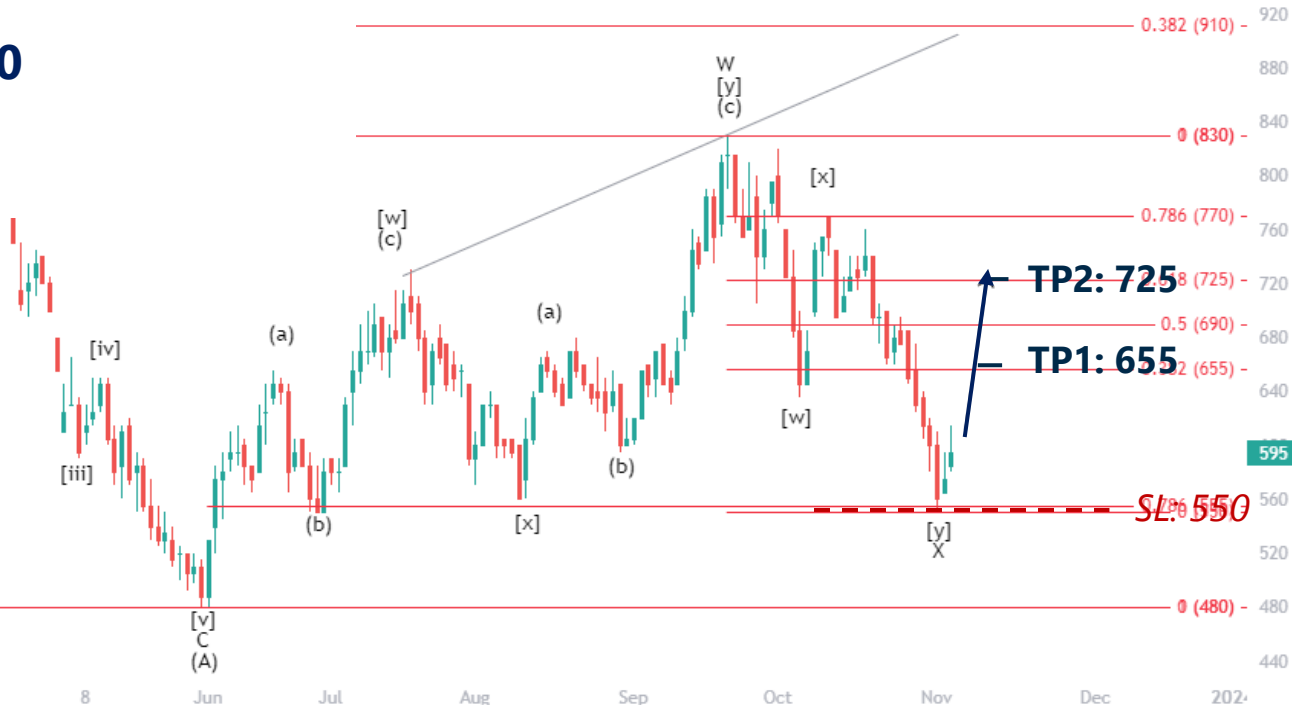 0
920
0.382 (910)
880
W
[y]
(c)
840
0 (830)
800
[x]
0.786 (770)
760
[w]
(c)
TP2: 725
(725)
720
0.5 (690)
680
(a)
(a)
[iv]
TP1: 655
(655)
640
[w]
595
(b)
[iii]
560
SL: 550
(b)
[x]
[y]
X
520
0 (480)
480
[v]
C
(A)
440
8
Jun
Jul
Aug
Sep
Oct
Nov
Dec